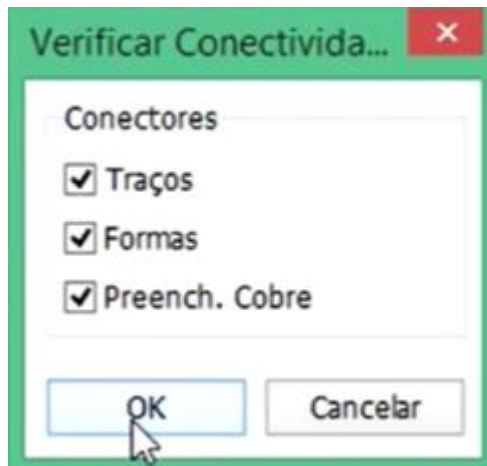 Verificar Conectivida...
Conectores
Traços
Formas
Preench. Cobre
OK
Cancelar